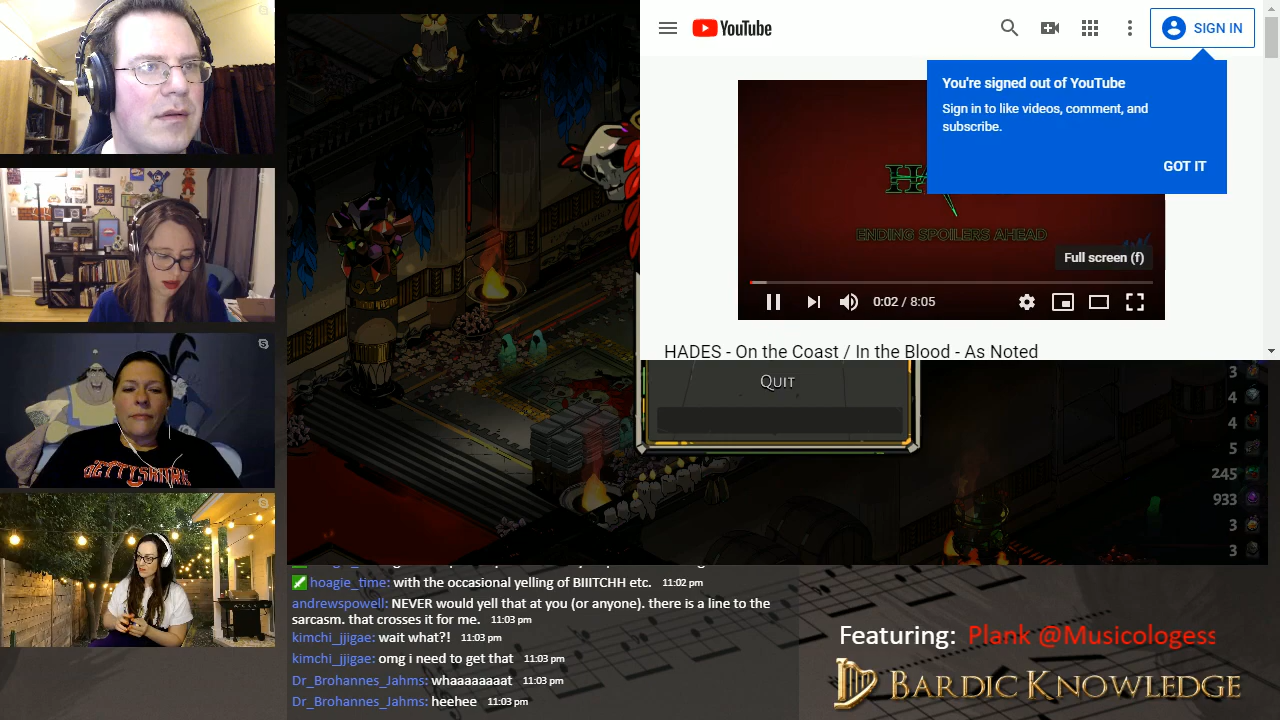 YouTube
SIGN IN
You're signed out of YouTube
Sign in to like videos, comment, and
subscribe.
GOT IT
ENDING SPOILERS AHEAD
Full screen (f)
0:02 / 8:05
HADES - On the Coast / In the Blood - As Noted
QUIT
3
4
4
5
245
933
3
3
hoagie_time: with the occasional yelling of BIIITCHH etc. 11:02 pm
andrewspowell: NEVER would yell that at you (or anyone). there is a line to the
sarcasm. that crosses it for me. 11:03 pm
kimchi_jjigae: wait what?! 11:03 pm
kimchi_jjigae: omg i need to get that 11:03 pm
Dr_Brohannes_Jahms: whaaaaaaaat 11:03 pm
Dr_Brohannes_Jahms: heehee 11:03 pm
Featuring: Plank @Musicologess
BARDIC KNOWLEDGE